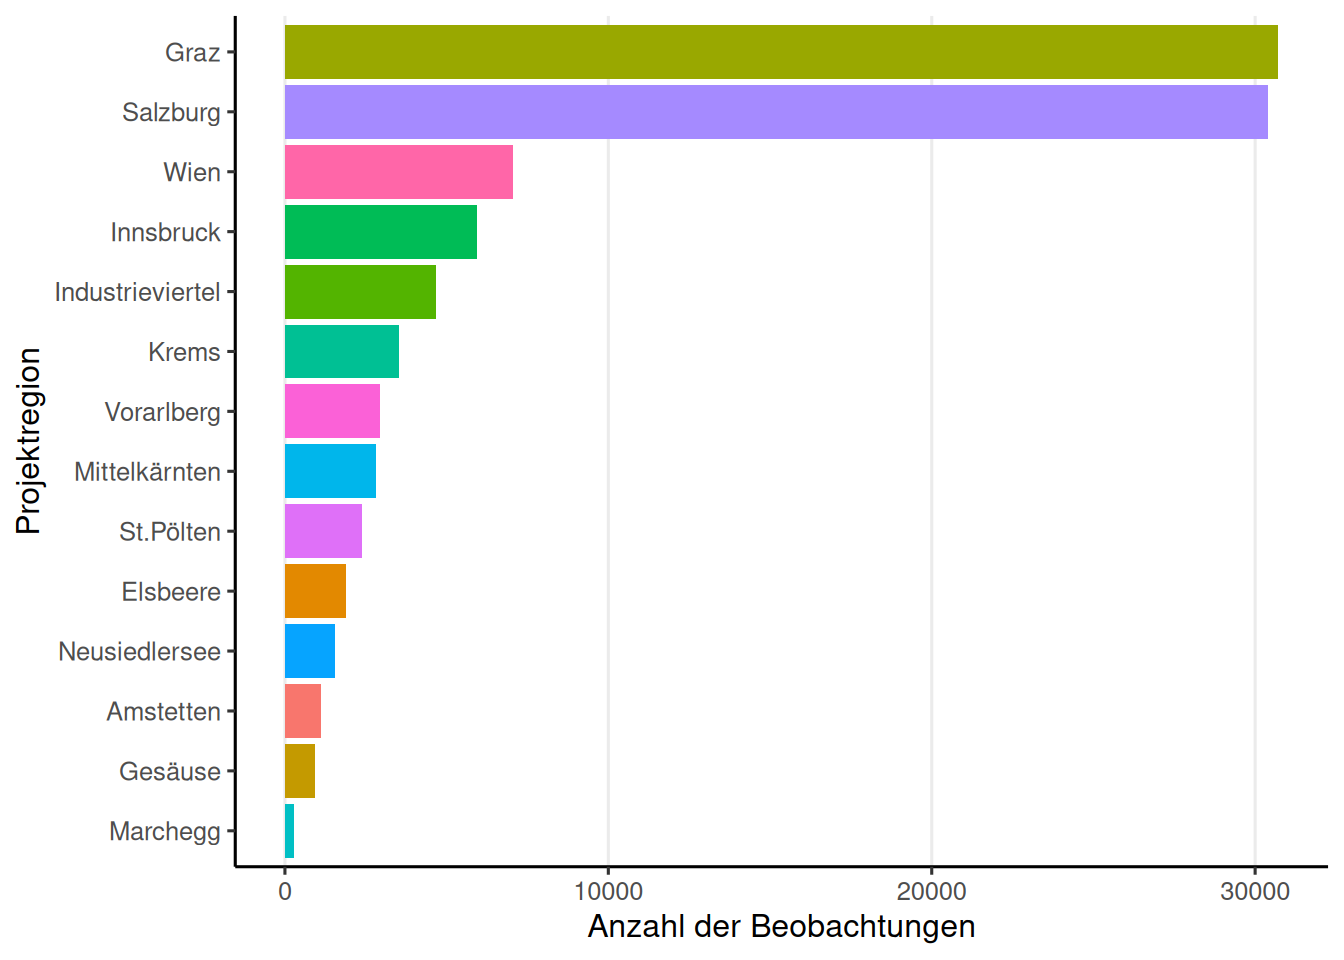 Projektregion
Graz
Salzburg
Wien
Innsbruck
Industrieviertel
Krems
Vorarlberg
Mittelkärnten
St.Pölten
Elsbeere
Neusiedlersee
Amstetten
Gesäuse
Marchegg
0 10000 20000 30000
Anzahl der Beobachtungen